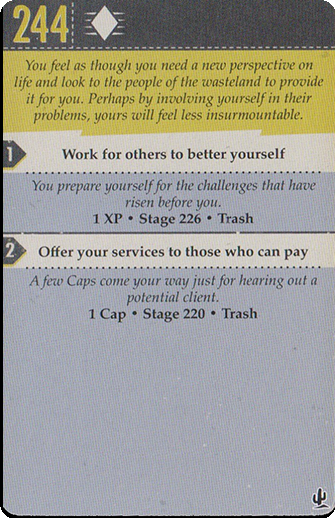 244
You feel as though you need a new perspective on
life and look to the people of the wasteland to provide
it for you. Perhaps by involving yourself in their
problems, yours will feel less insurmountable.
1 Work for others to better yourself
You prepare yourself for the challenges that have
risen before you.
1 XP • Stage 226 • Trash
2 Offer your services to those who can pay
A few Caps come your way just for hearing out a
potential client.
1 Cap • Stage 220 • Trash